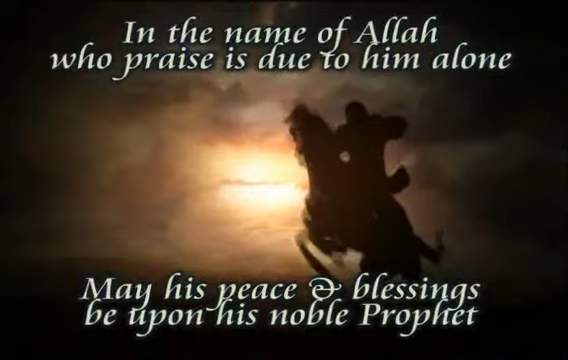 In the name of Allah
who praise is due to him alone
May his peace & blessings
be upon his noble Prophet